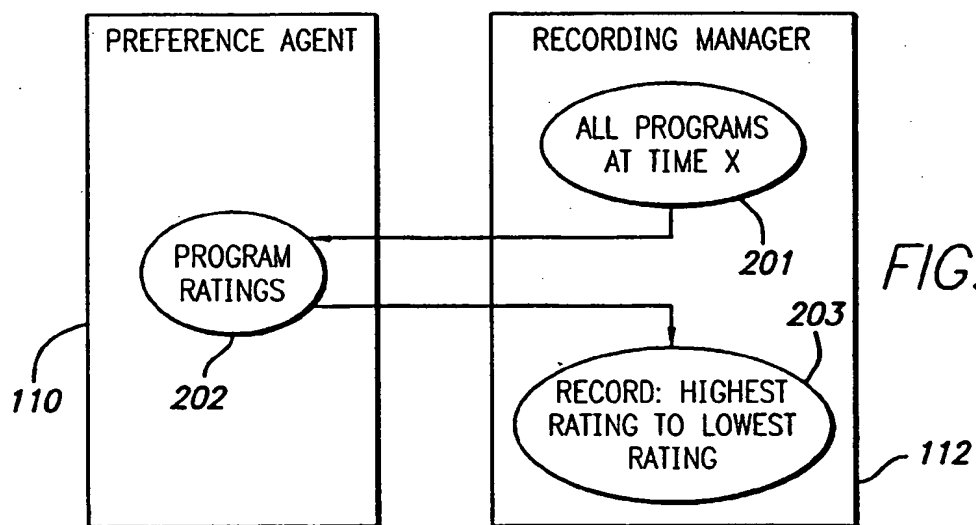 PREFERENCE AGENT
RECORDING MANAGER
ALL PROGRAMS
AT TIME X
201
PROGRAM
RATINGS
202
FIG.
203
RECORD: HIGHEST
RATING TO LOWEST
RATING
110
112